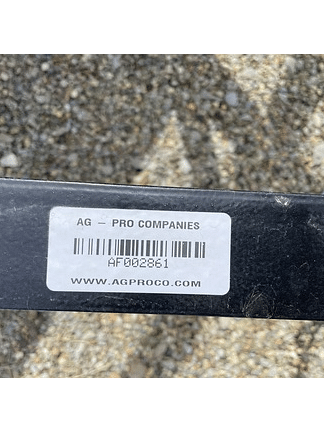 AG – PRO COMPANIES
AF002861
WWW.AGPROCO.COM